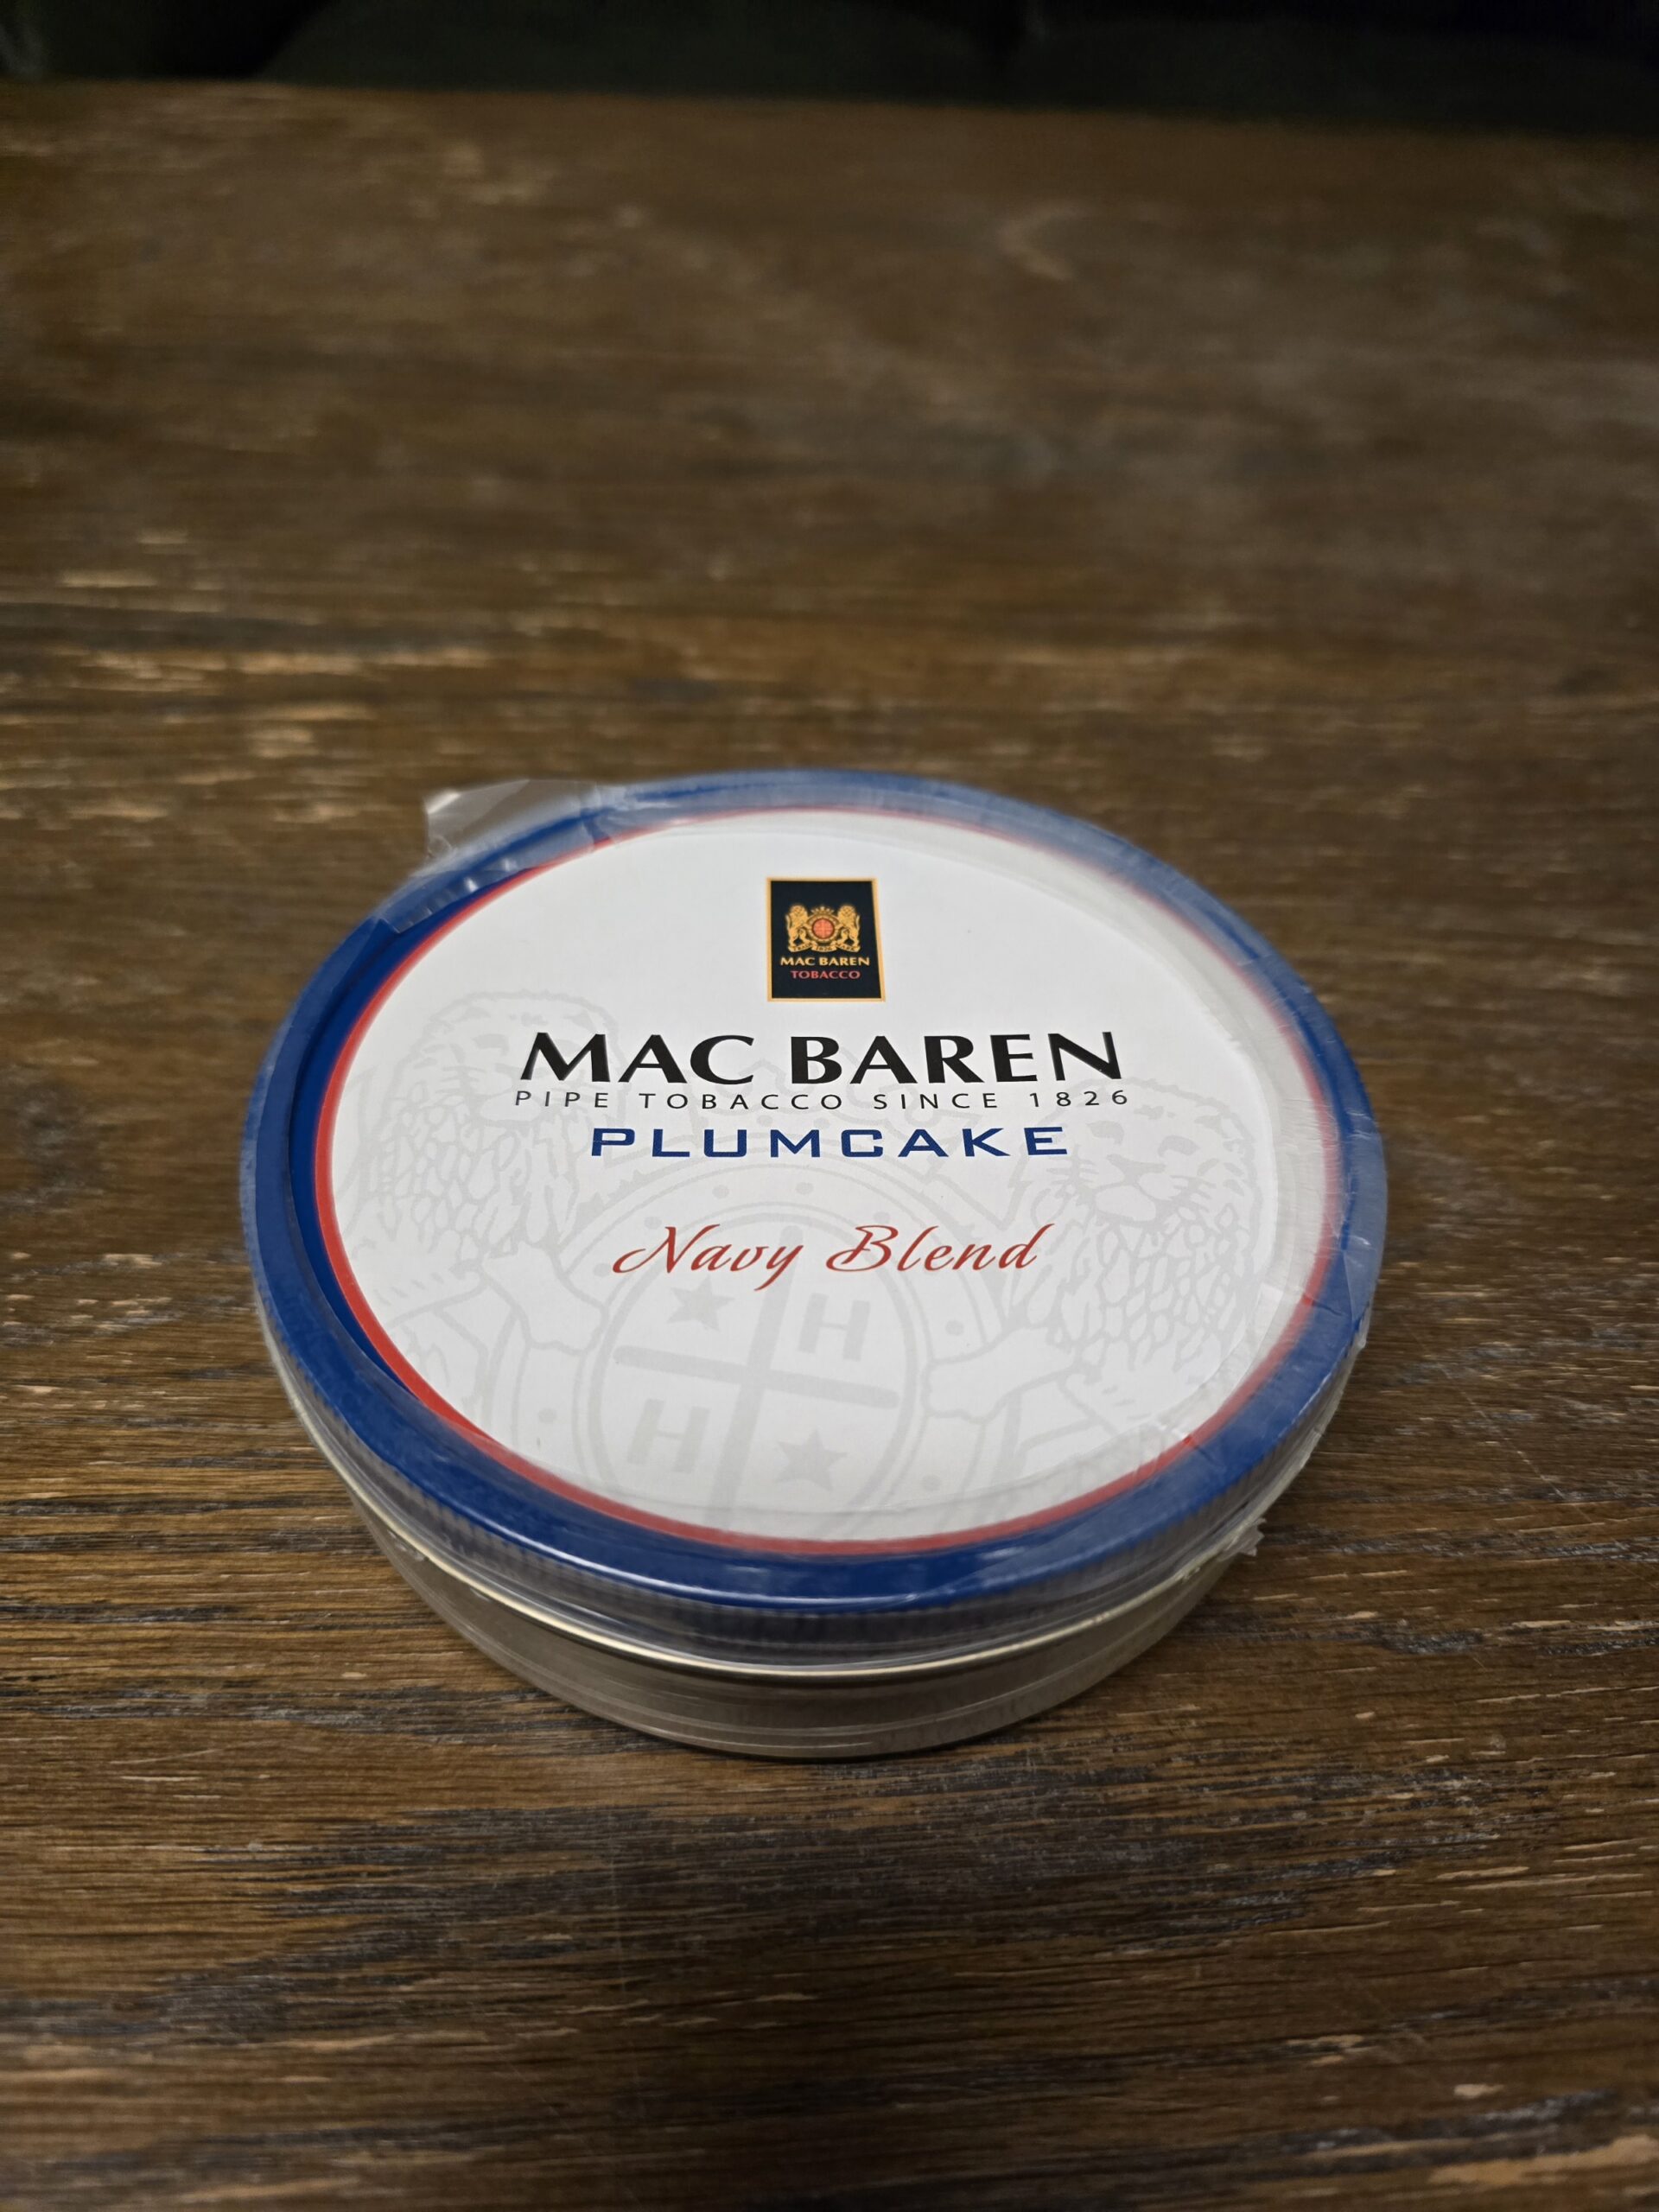 MAC BAREN
TOBACCO
MAC BAREN
PIPE TOBACCO SINCE 1826
PLUMCAKE
Navy Blend
H
H